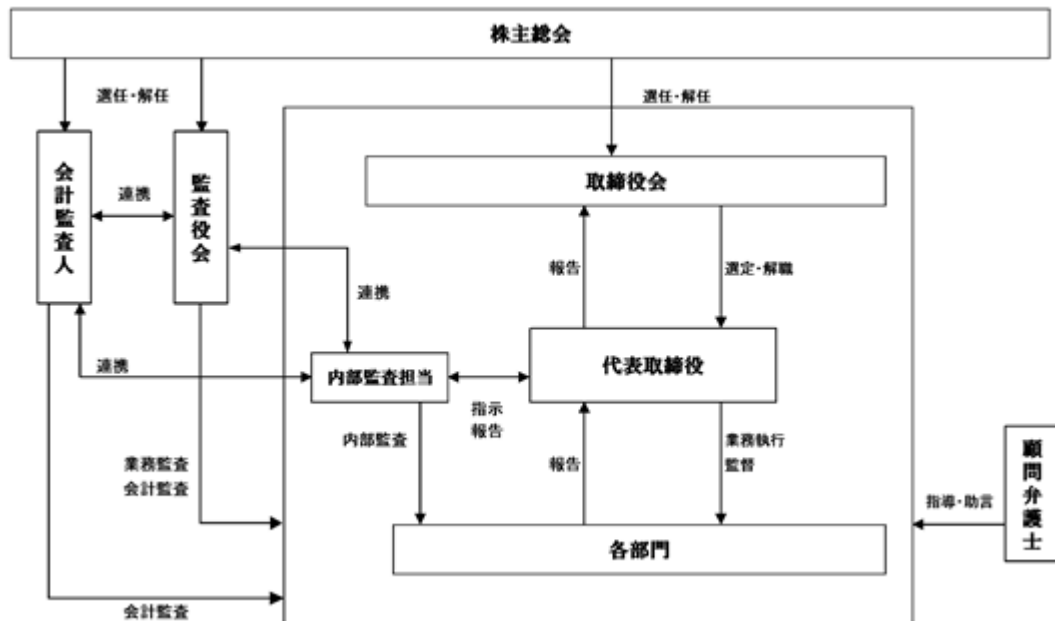 株主総会
選任・解任
選任・解任
会計監査人
連携
監査役会
取締役会
報告
選定・解職
連携
代表取締役
連携
内部監査担当
指示
報告
内部監査
報告
業務執行
監督
業務監査
会計監査
顧問弁護士
指導・助言
各部門
会計監査